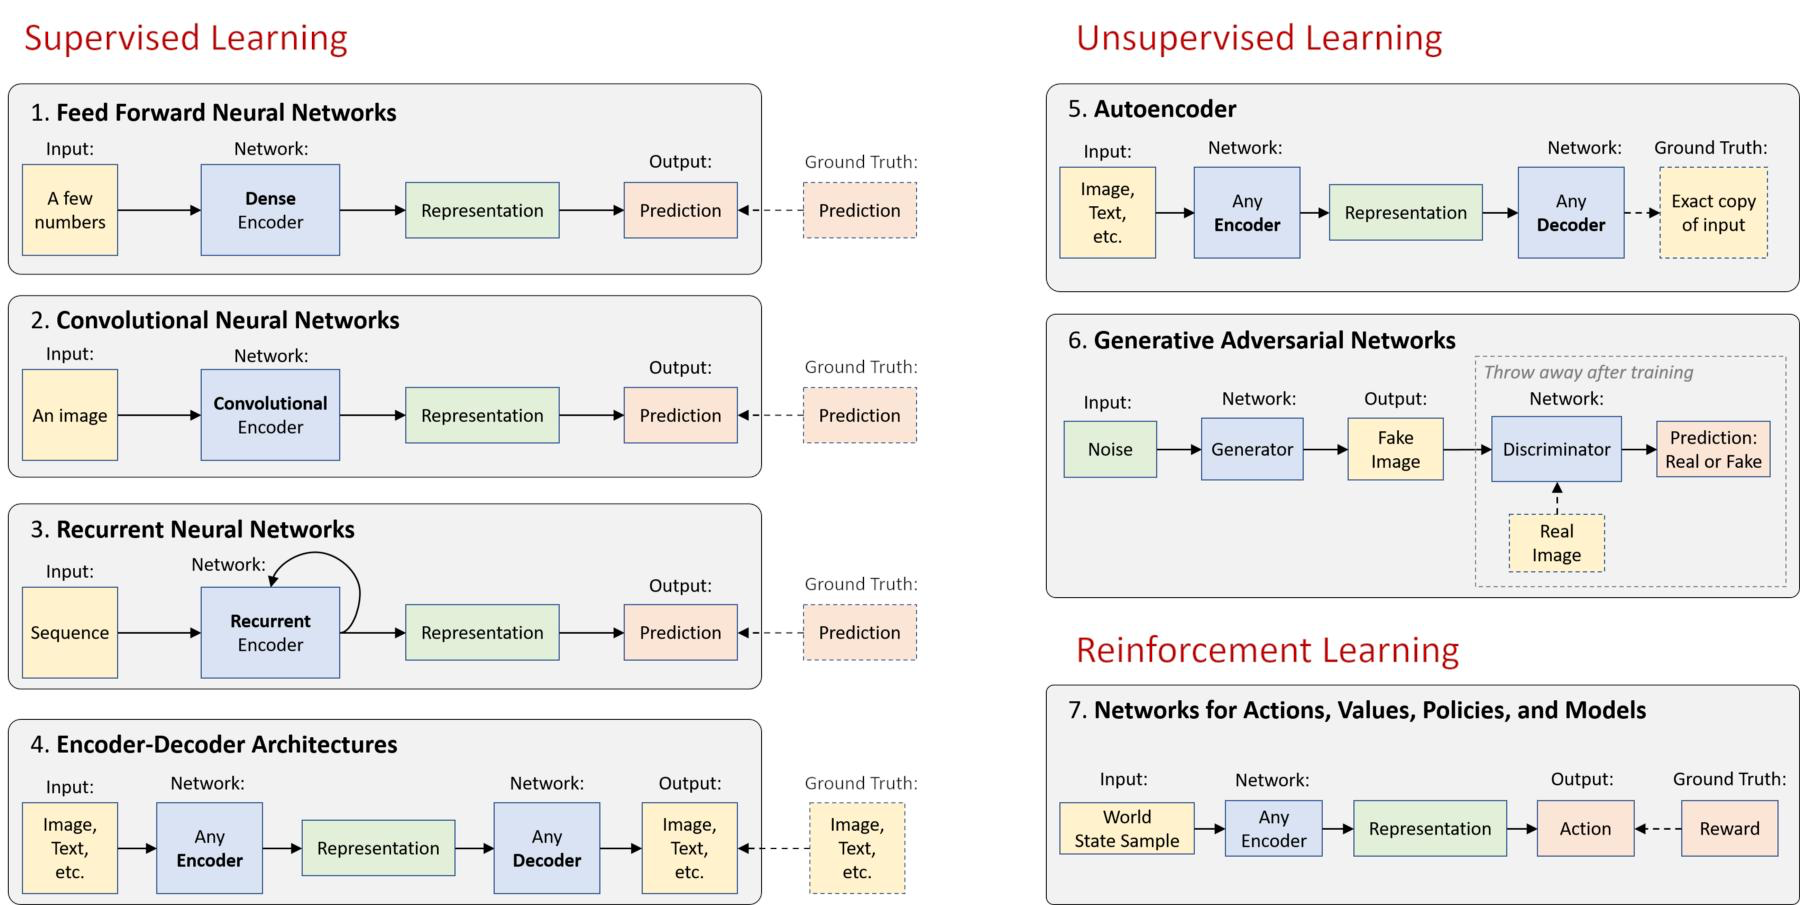 Supervised Learning
1. Feed Forward Neural Networks
Input:
A few
numbers
Network:
Dense
Encoder
Representation
Output:
Prediction
Ground Truth:
Prediction
2. Convolutional Neural Networks
Input:
An image
Network:
Convolutional
Encoder
Representation
Output:
Prediction
Ground Truth:
Prediction
3. Recurrent Neural Networks
Input:
Sequence
Network:
Recurrent
Encoder
Representation
Output:
Prediction
Ground Truth:
Prediction
4. Encoder-Decoder Architectures
Input:
Image,
Text,
etc.
Network:
Any
Encoder
Representation
Network:
Any
Decoder
Output:
Image,
Text,
etc.
Ground Truth:
Image,
Text,
etc.
Unsupervised Learning
5. Autoencoder
Input:
Image,
Text,
etc.
Network:
Any
Encoder
Representation
Network:
Any
Decoder
Ground Truth:
Exact copy
of input
6. Generative Adversarial Networks
Input:
Noise
Network:
Generator
Output:
Fake
Image
Throw away after training
Network:
Discriminator
Prediction:
Real or Fake
Real
Image
Reinforcement Learning
7. Networks for Actions, Values, Policies, and Models
Input:
World
State Sample
Network:
Any
Encoder
Representation
Output:
Action
Ground Truth:
Reward